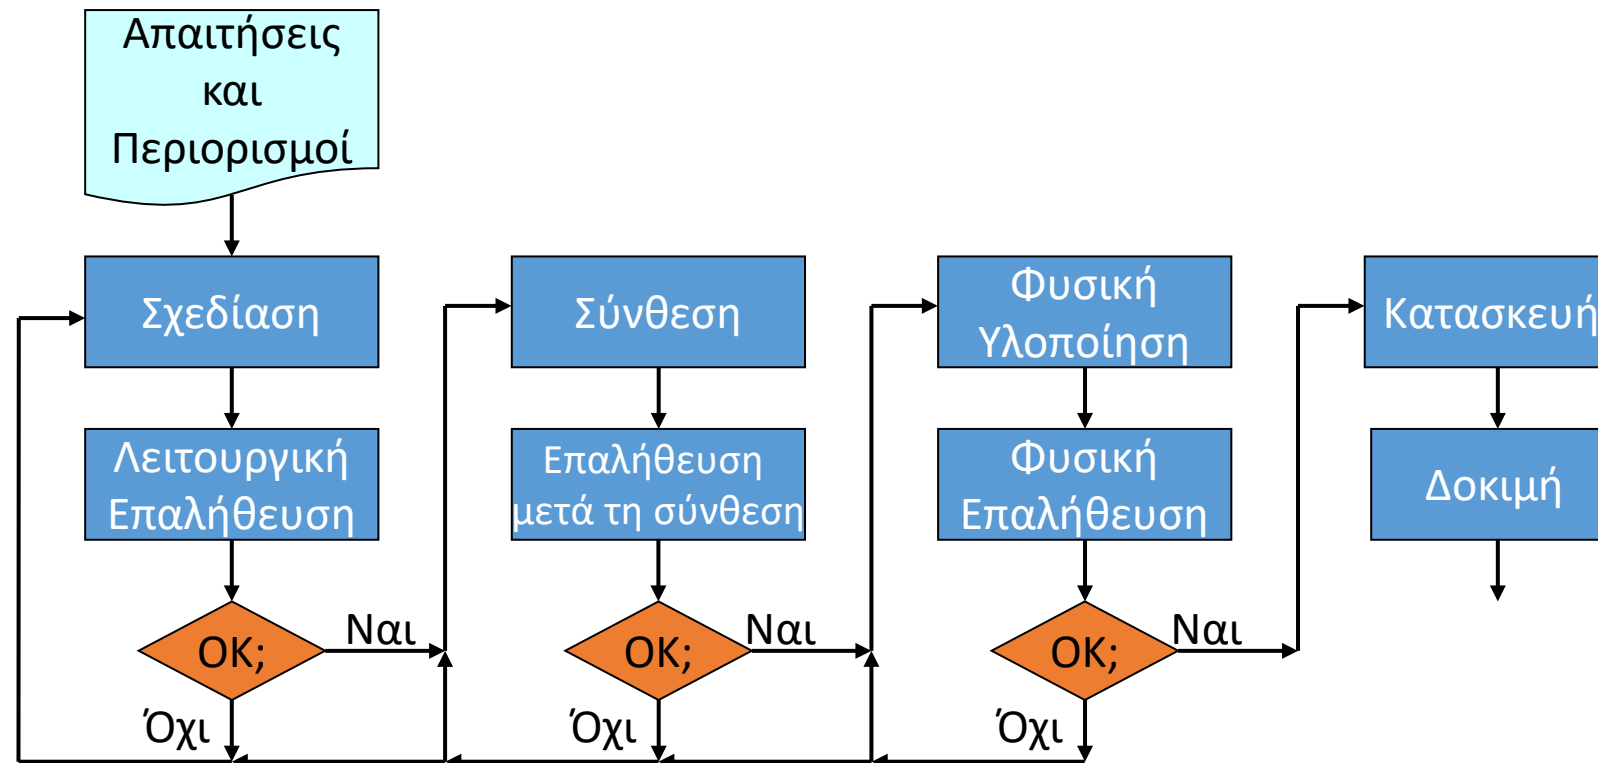 Απαιτήσεις
και
Περιορισμοί
Σχεδίαση
Σύνθεση
Φυσική
Υλοποίηση
Κατασκευή
Λειτουργική
Επαλήθευση
Επαλήθευση
μετά τη σύνθεση
Φυσική
Επαλήθευση
Δοκιμή
ΟΚ;
Ναι
ΟΚ;
Ναι
ΟΚ;
Ναι
Όχι
Όχι
Όχι